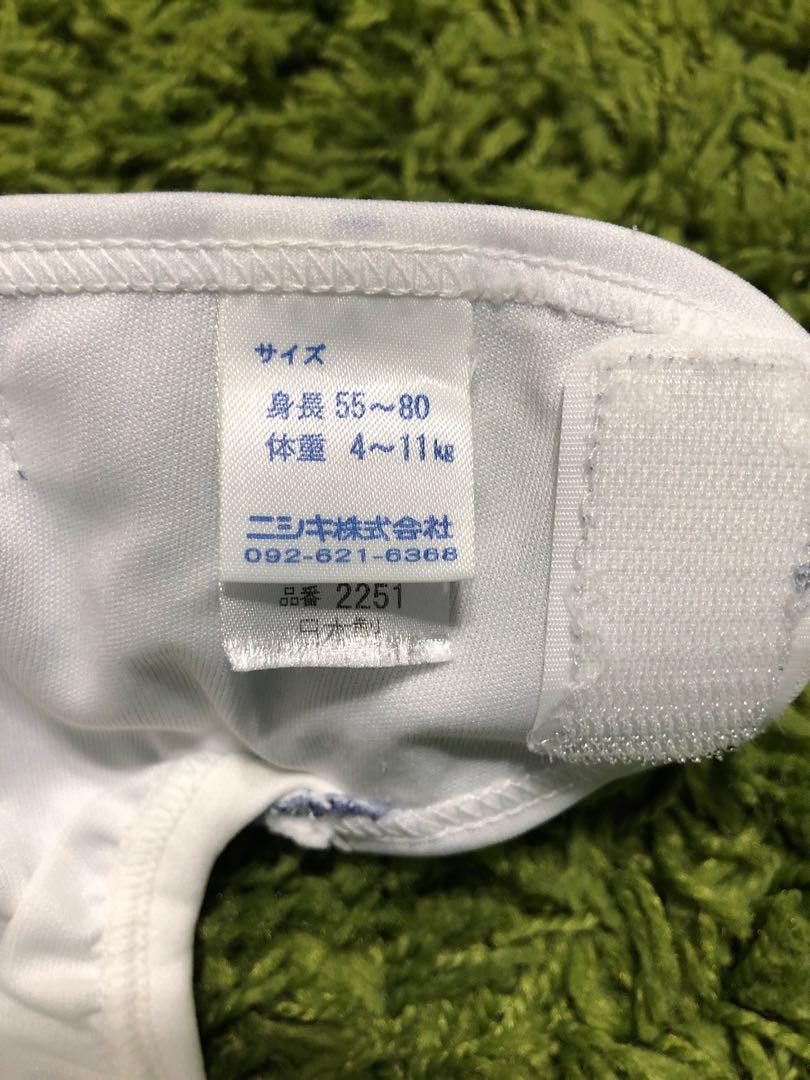 サイズ
身長 55～80
体重 4～11kg
ニシキ株式会社
092-621-6368
品番 2251
日本製